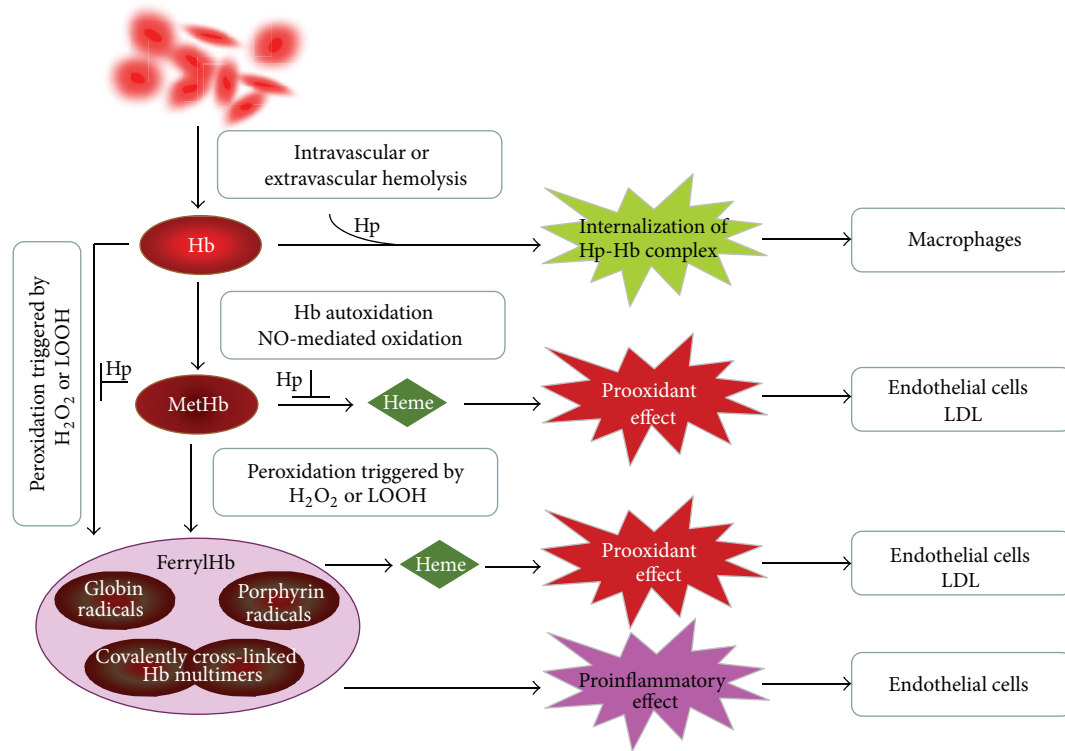 Intravascular or
extravascular hemolysis
Hp
Hb
Internalization of
Hp-Hb complex
Macrophages
Peroxidation triggered by
H₂O₂ or LOOH
Hb autoxidation
NO-mediated oxidation
Hp
Hp
MetHb
Heme
Prooxidant
effect
Endothelial cells
LDL
Peroxidation triggered by
H₂O₂ or LOOH
FerrylHb
Globin
radicals
Porphyrin
radicals
Covalently cross-linked
Hb multimers
Heme
Prooxidant
effect
Endothelial cells
LDL
Proinflammatory
effect
Endothelial cells